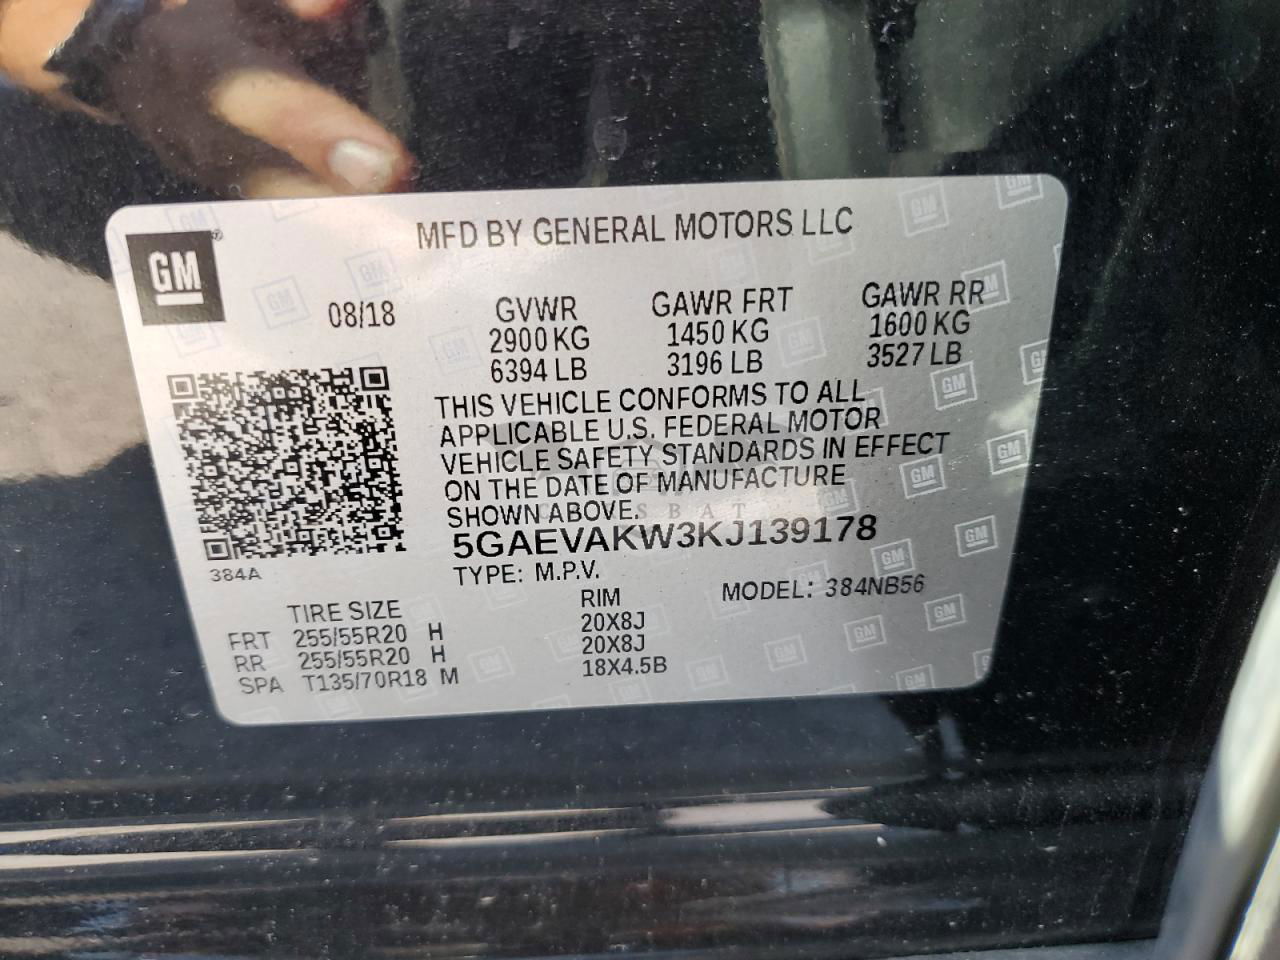 MFD BY GENERAL MOTORS LLC
GM
08/18
GVWR GAWR FRT GAWR RR
2900 KG 1450 KG 1600 KG
6394 LB 3196 LB 3527 LB
THIS VEHICLE CONFORMS TO ALL
APPLICABLE U.S. FEDERAL MOTOR
VEHICLE SAFETY STANDARDS IN EFFECT
ON THE DATE OF MANUFACTURE
SHOWN ABOVE.
5GAEVAKW3KJ139178
384A
TYPE: M.P.V. MODEL: 384NB56
TIRE SIZE RIM
FRT 255/55R20 H 20X8J
RR 255/55R20 H 20X8J
SPA T135/70R18 M 18X4.5B